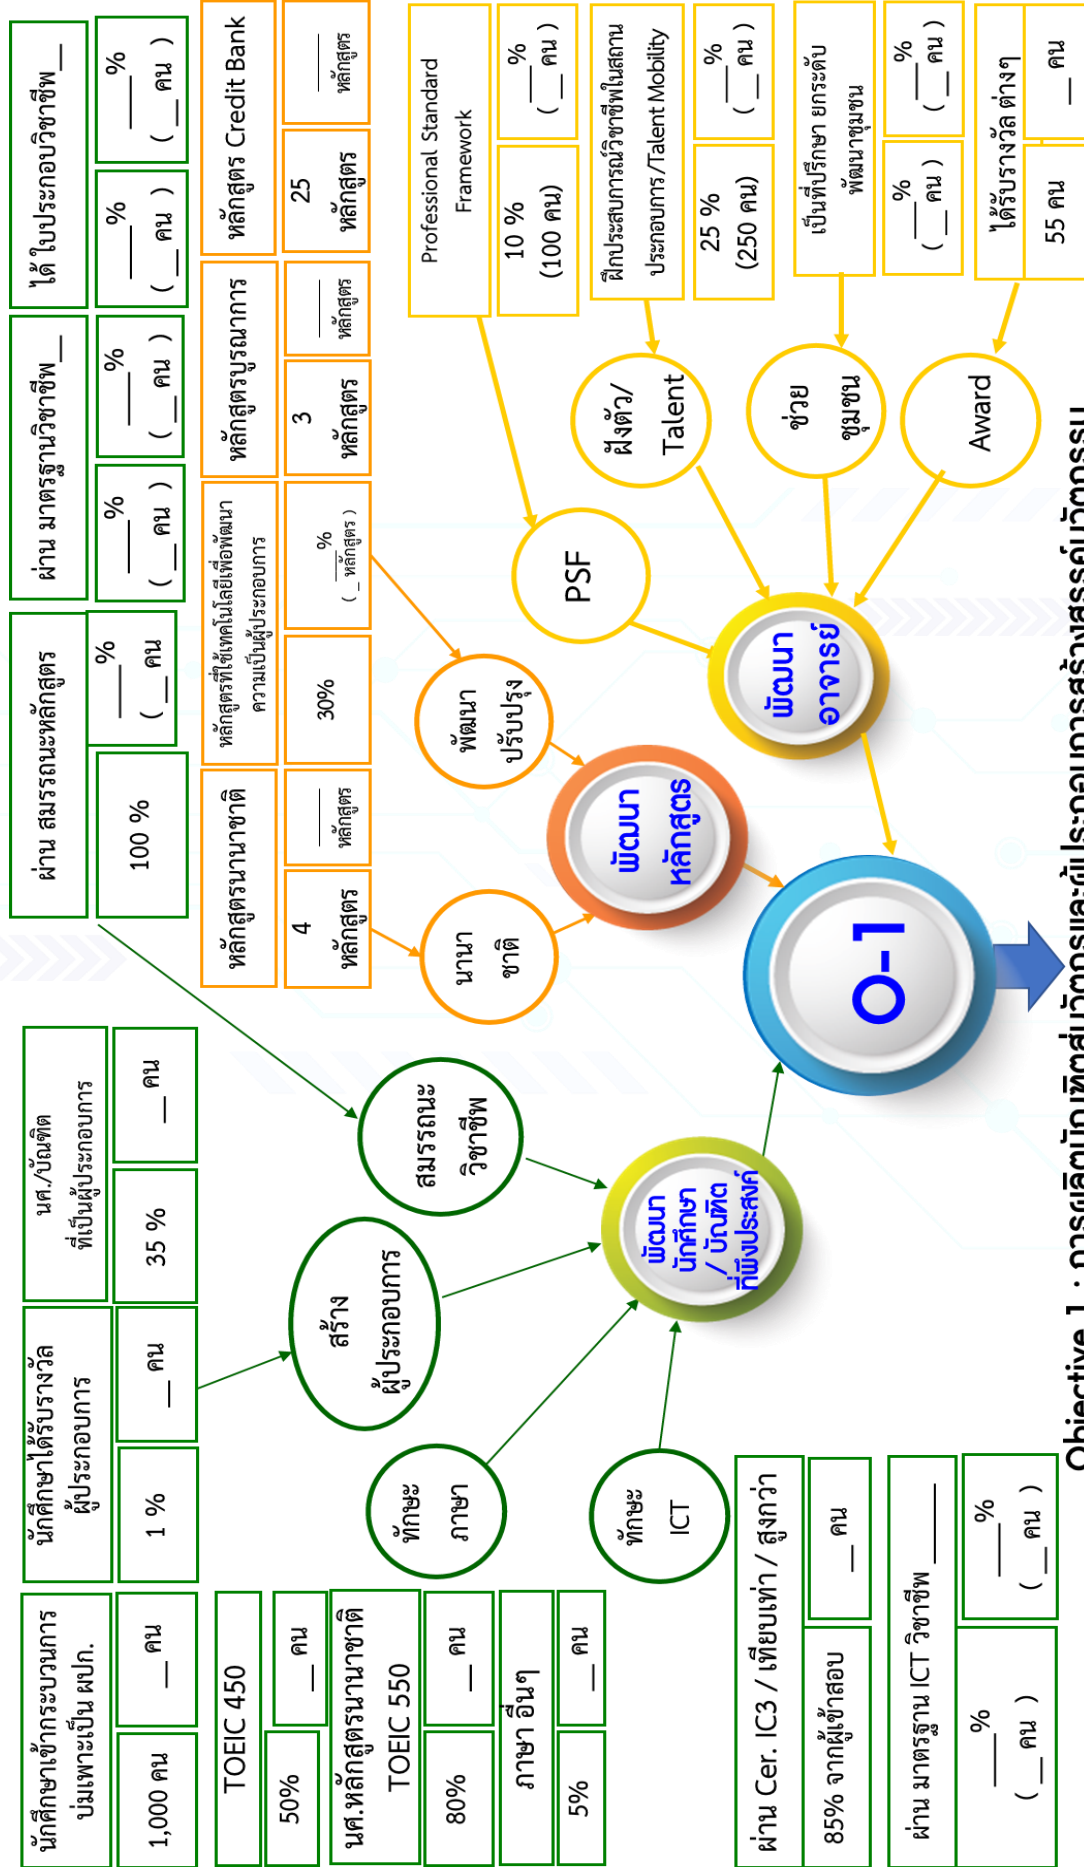 นักศึกษาเข้ากระบวนการ
บ่มเพาะเป็น ผปก.
1,000 คน
__ คน
นักศึกษาได้รับรางวัล
ผู้ประกอบการ
1 %
__ คน
นศ./บัณฑิต
ที่เป็นผู้ประกอบการ
35 %
__ คน
ผ่าน สมรรถนะหลักสูตร
100 %
____%
( __ คน
ผ่าน มาตรฐานวิชาชีพ__
____%
( __ คน )
____%
( __ คน )
ได้ ใบประกอบวิชาชีพ__
____%
( __ คน )
____%
( __ คน )
หลักสูตรนานาชาติ
4
หลักสูตร
____
หลักสูตร
หลักสูตรที่ใช้เทคโนโลยีเพื่อพัฒนา
ความเป็นผู้ประกอบการ
30%
____%
( _ หลักสูตร )
หลักสูตรบูรณาการ
3
หลักสูตร
____
หลักสูตร
หลักสูตร Credit Bank
25
หลักสูตร
____
หลักสูตร
TOEIC 450
50%
__ คน
นศ.หลักสูตรนานาชาติ
TOEIC 550
80%
__ คน
ภาษา อื่นๆ
5%
__ คน
ทักษะ
ภาษา
สร้าง
ผู้ประกอบการ
สมรรถนะ
วิชาชีพ
นานา
ชาติ
พัฒนา
ปรับปรุง
PSF
ฝังตัว/
Talent
ช่วย
ชุมชน
Award
Professional Standard
Framework
10 %
(100 คน)
____%
( __ คน )
ฝึกประสบการณ์วิชาชีพในสถาน
ประกอบการ/Talent Mobility
25 %
(250 คน)
____%
( __ คน )
เป็นที่ปรึกษา ยกระดับ
พัฒนาชุมชน
____%
( __ คน )
____%
( __ คน )
ได้รับรางวัล ต่างๆ
55 คน
__ คน
ทักษะ
ICT
พัฒนา
นักศึกษา
/ บัณฑิต
ที่พึงประสงค์
พัฒนา
หลักสูตร
พัฒนา
อาจารย์
O-1
ผ่าน Cer. IC3 / เทียบเท่า / สูงกว่า
85% จากผู้เข้าสอบ
__ คน
ผ่าน มาตรฐาน ICT วิชาชีพ _____
____%
( __ คน )
____%
( __ คน )
Objective 1 : การผลิตบัณฑิตสู่นวัตกรและผู้ประกอบการสร้างสรรค์นวัตกรรม